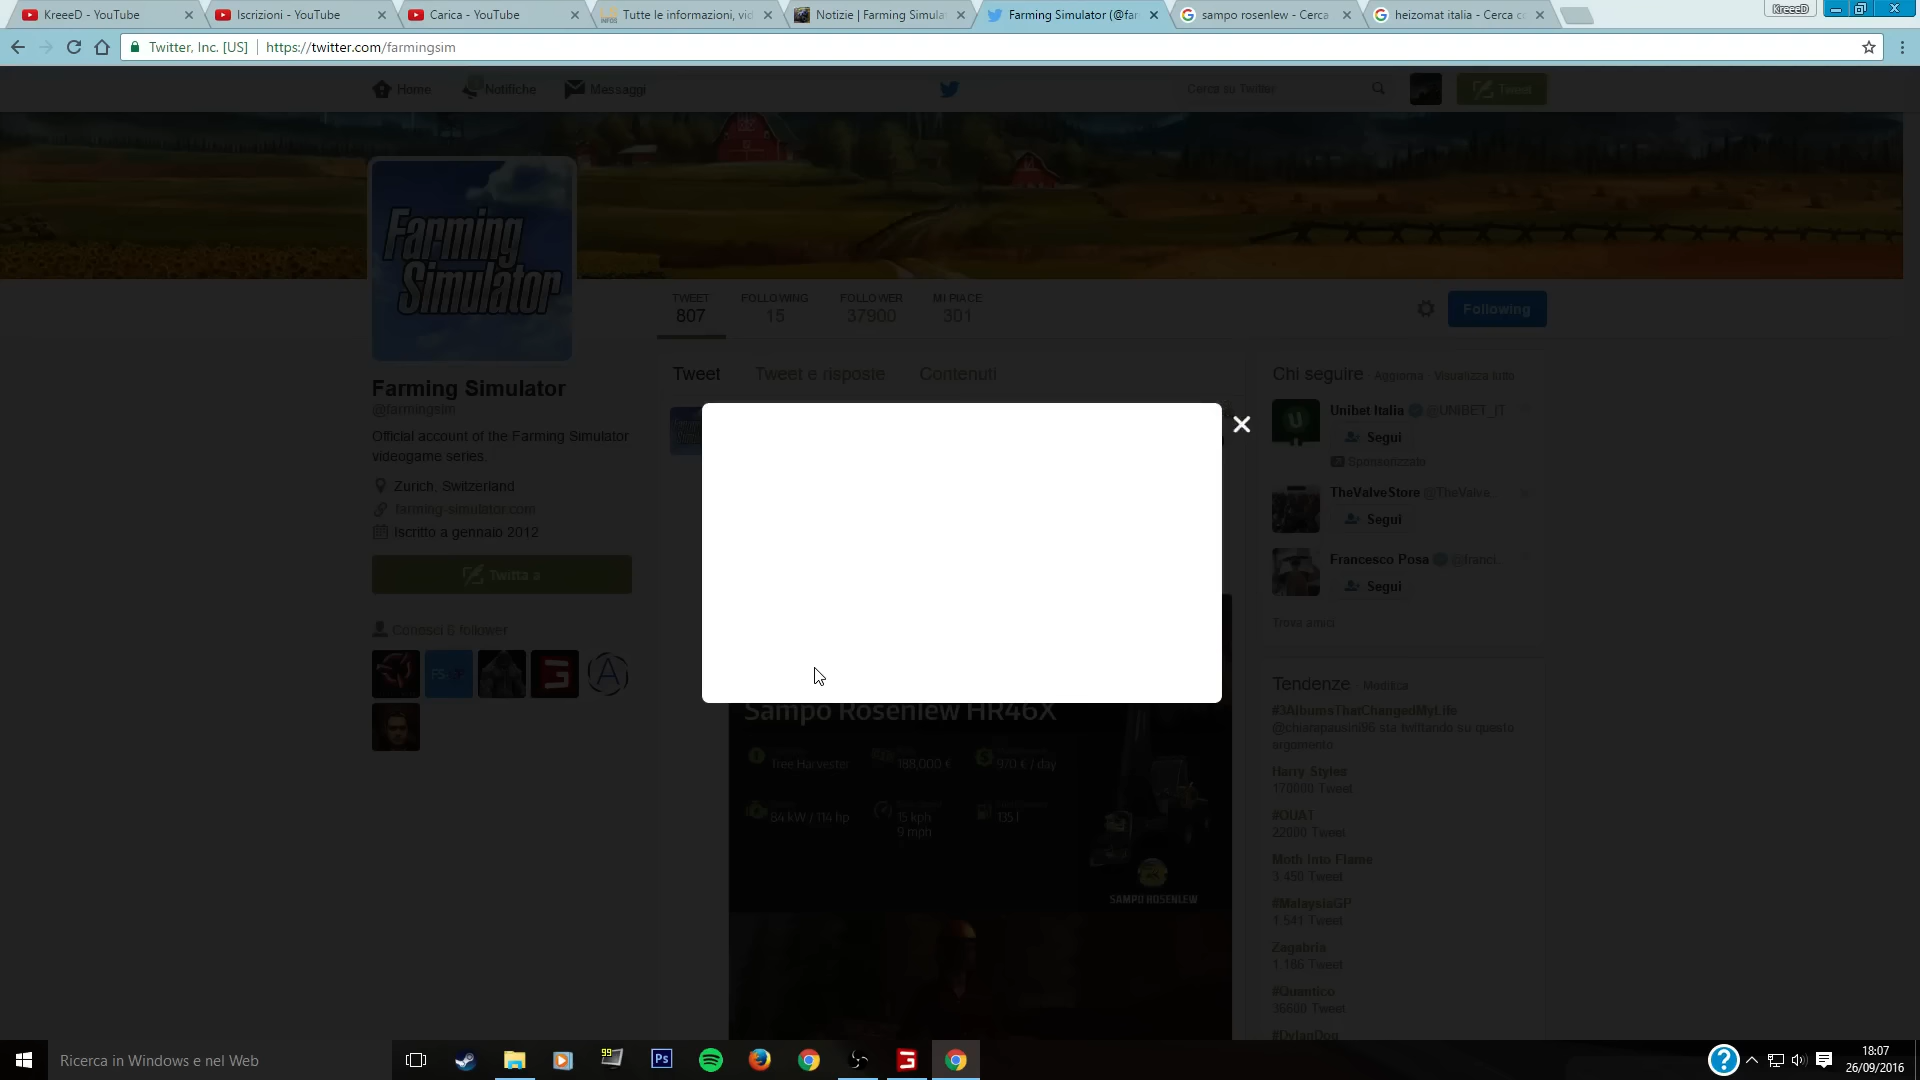 KreeeD - YouTube
Iscrizioni - YouTube
Carica - YouTube
Tutte le informazioni, vid
Notizie | Farming Simula
Farming Simulator (@far
sampo rosenlew - Cerca
heizomat italia - Cerca c
KreeeD
Twitter, Inc. [US]
https://twitter.com/farmingsim
Home
Notifiche
Messaggi
Cerca su Twitter
Tweet
Farming
Simulator
TWEET
807
FOLLOWING
15
FOLLOWER
37900
MI PIACE
301
Following
Farming Simulator
@farmingsim
Official account of the Farming Simulator
videogame series.
Zurich, Switzerland
farming-simulator.com
Iscritto a gennaio 2012
Twitta a
Conosci 6 follower
Tweet
Tweet e risposte
Contenuti
Sampo Rosenlew HR46X
Tree Harvester
188,000 €
970 € / day
84 kW / 114 hp
15 kph
9 mph
135 l
SAMPO ROSENLEW
Chi seguire
Aggiorna
Visualizza tutto
Unibet Italia @UNIBET_IT
Segui
Sponsorizzato
TheValveStore @TheValve...
Segui
Francesco Posa @franci...
Segui
Trova amici
Tendenze
Modifica
#3AlbumsThatChangedMyLife
@chiarapausini96 sta twittando su questo
argomento
Harry Styles
170000 Tweet
#OUAT
22000 Tweet
Moth Into Flame
3.450 Tweet
#MalaysiaGP
1.541 Tweet
Zagabria
1.186 Tweet
#Quantico
36600 Tweet
#DylanDog
Ricerca in Windows e nel Web
99
Ps
18:07
26/09/2016